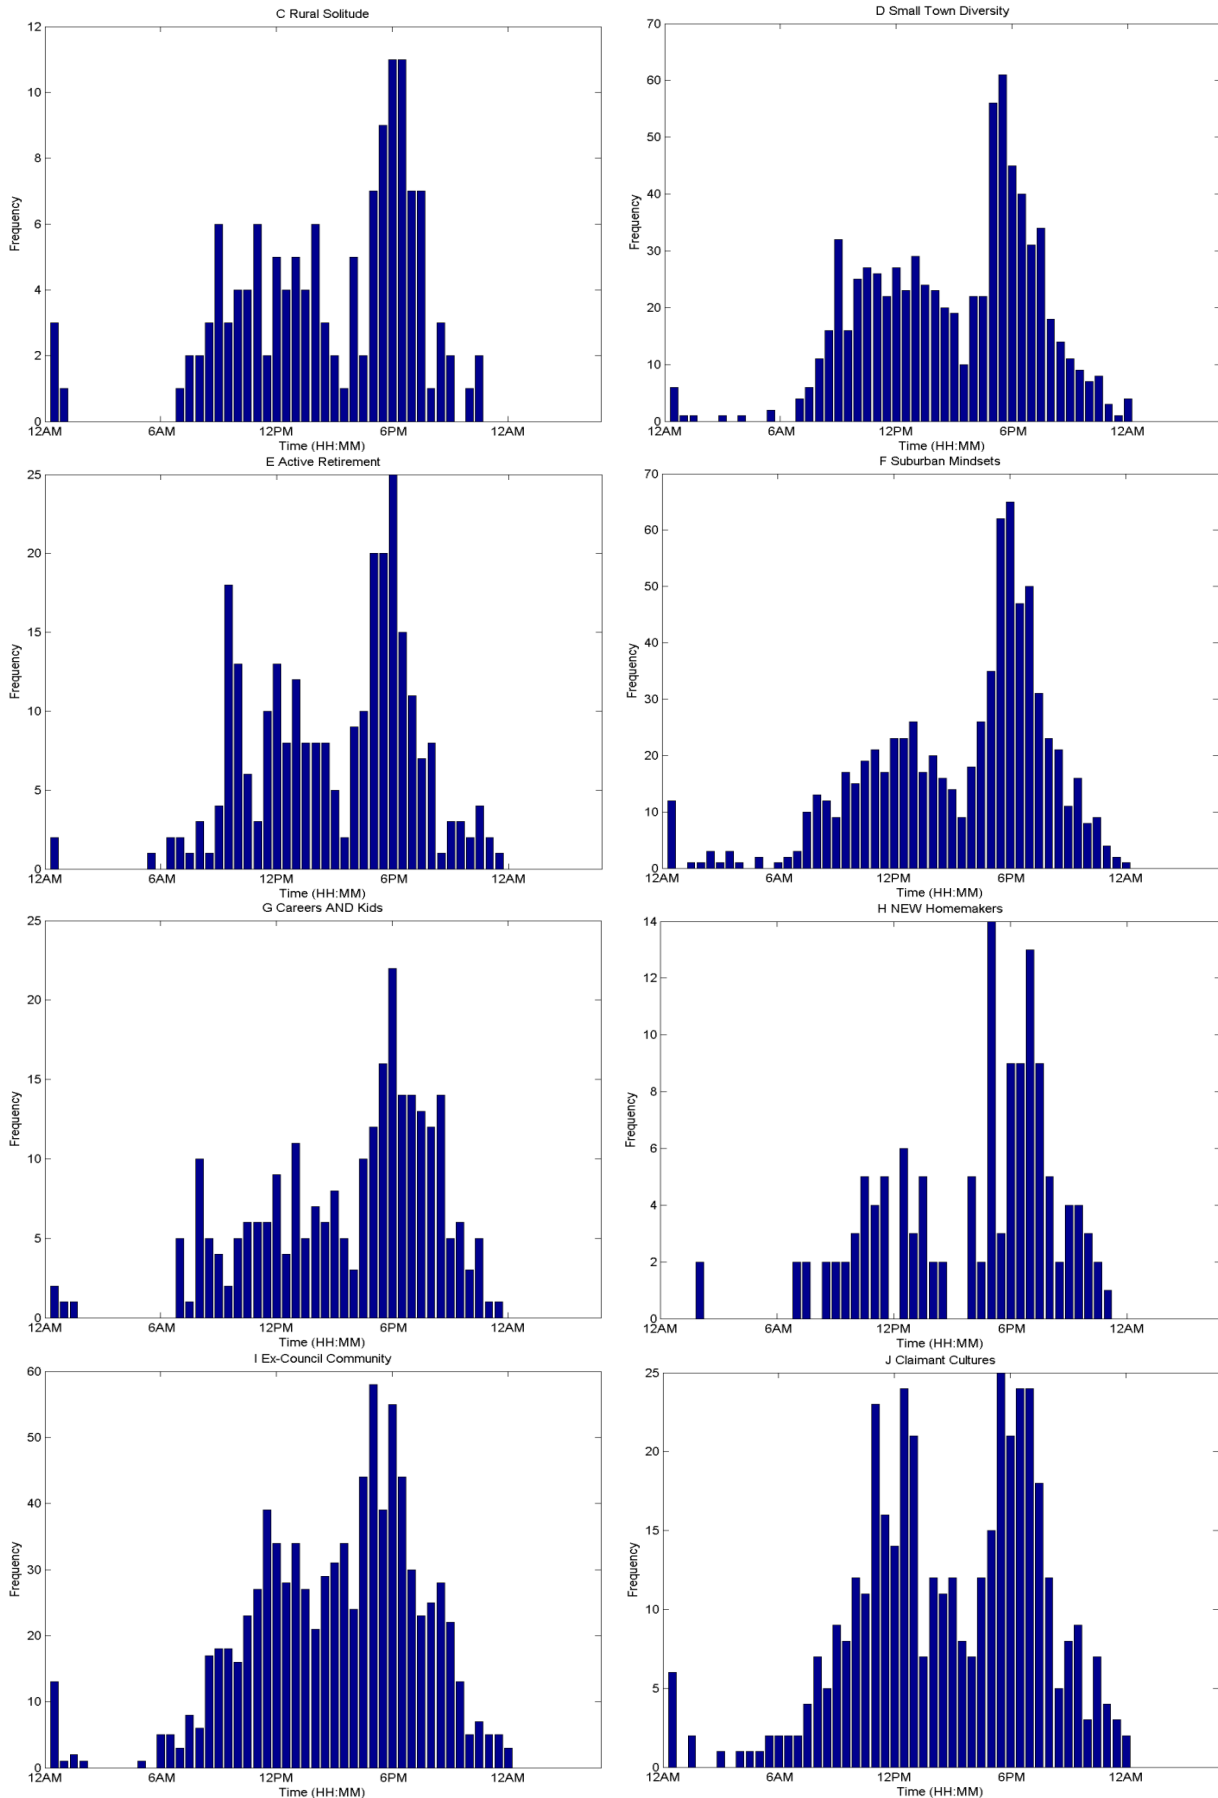 C Rural Solitude
12
10
8
6
4
2
0
Frequency
12AM 6AM 12PM 6PM 12AM
Time (HH:MM)
D Small Town Diversity
70
60
50
40
30
20
10
0
Frequency
12AM 6AM 12PM 6PM 12AM
Time (HH:MM)
E Active Retirement
25
20
15
10
5
0
Frequency
12AM 6AM 12PM 6PM 12AM
Time (HH:MM)
F Suburban Mindsets
70
60
50
40
30
20
10
0
Frequency
12AM 6AM 12PM 6PM 12AM
Time (HH:MM)
G Careers AND Kids
25
20
15
10
5
0
Frequency
12AM 6AM 12PM 6PM 12AM
Time (HH:MM)
H NEW Homemakers
14
12
10
8
6
4
2
0
Frequency
12AM 6AM 12PM 6PM 12AM
Time (HH:MM)
I Ex-Council Community
60
50
40
30
20
10
0
Frequency
12AM 6AM 12PM 6PM 12AM
Time (HH:MM)
J Claimant Cultures
25
20
15
10
5
0
Frequency
12AM 6AM 12PM 6PM 12AM
Time (HH:MM)